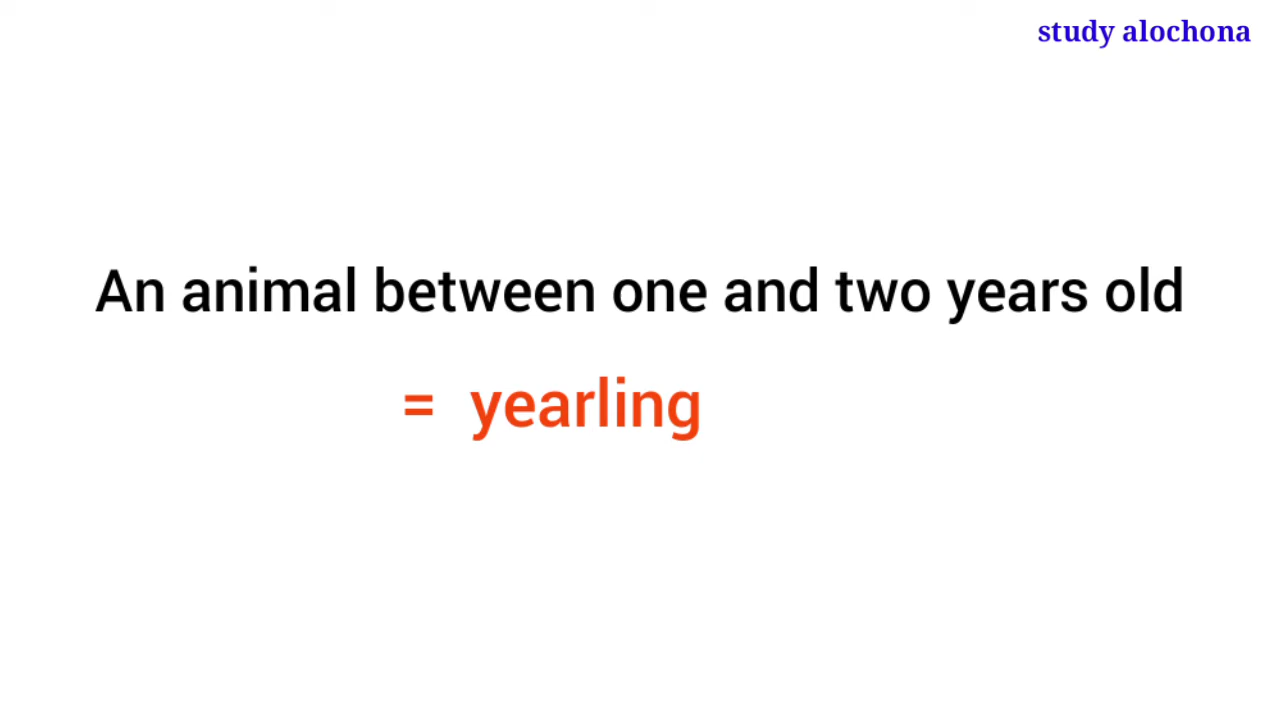 study alochona
An animal between one and two years old
= yearling